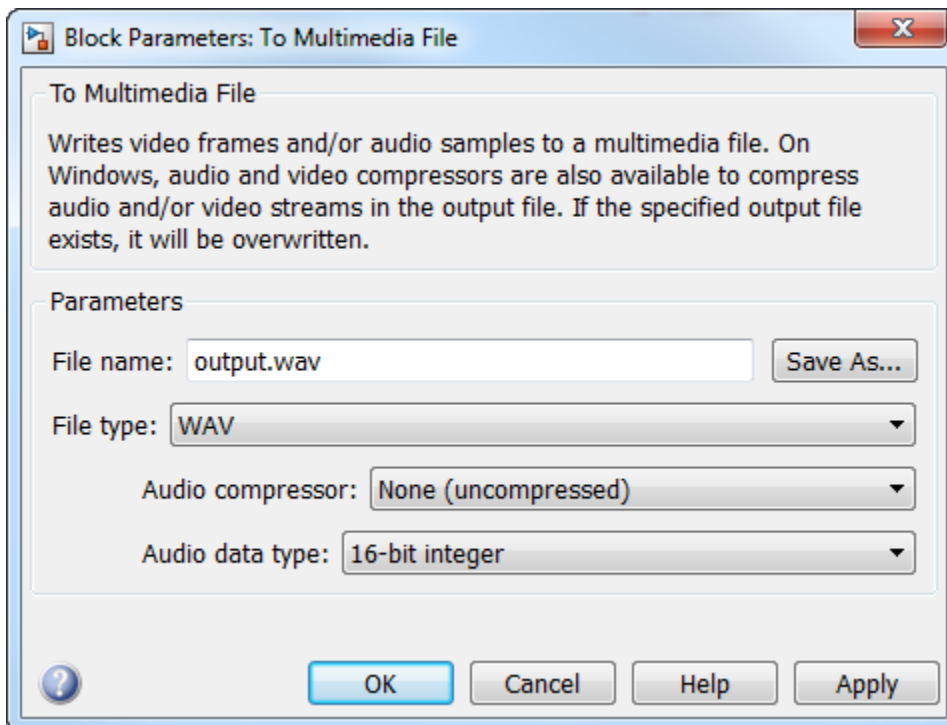 Block Parameters: To Multimedia File
X
To Multimedia File
Writes video frames and/or audio samples to a multimedia file. On
Windows, audio and video compressors are also available to compress
audio and/or video streams in the output file. If the specified output file
exists, it will be overwritten.
Parameters
File name: output.wav Save As...
File type: WAV
Audio compressor: None (uncompressed)
Audio data type: 16-bit integer
? OK Cancel Help Apply